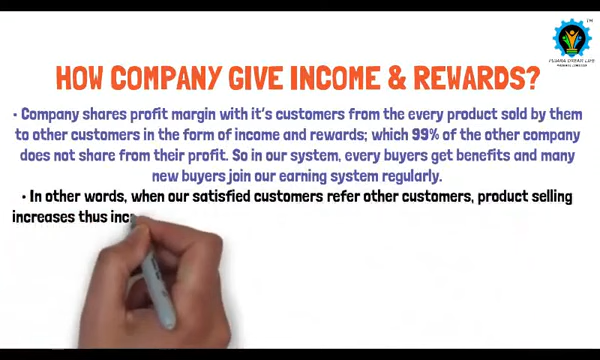 TM
HOW COMPANY GIVE INCOME & REWARDS?
• Company shares profit margin with it's customers from the every product sold by them
to other customers in the form of income and rewards; which 99% of the other company
does not share from their profit. So in our system, every buyers get benefits and many
new buyers join our earning system regularly.
• In other words, when our satisfied customers refer other customers, product selling
increases thus inc